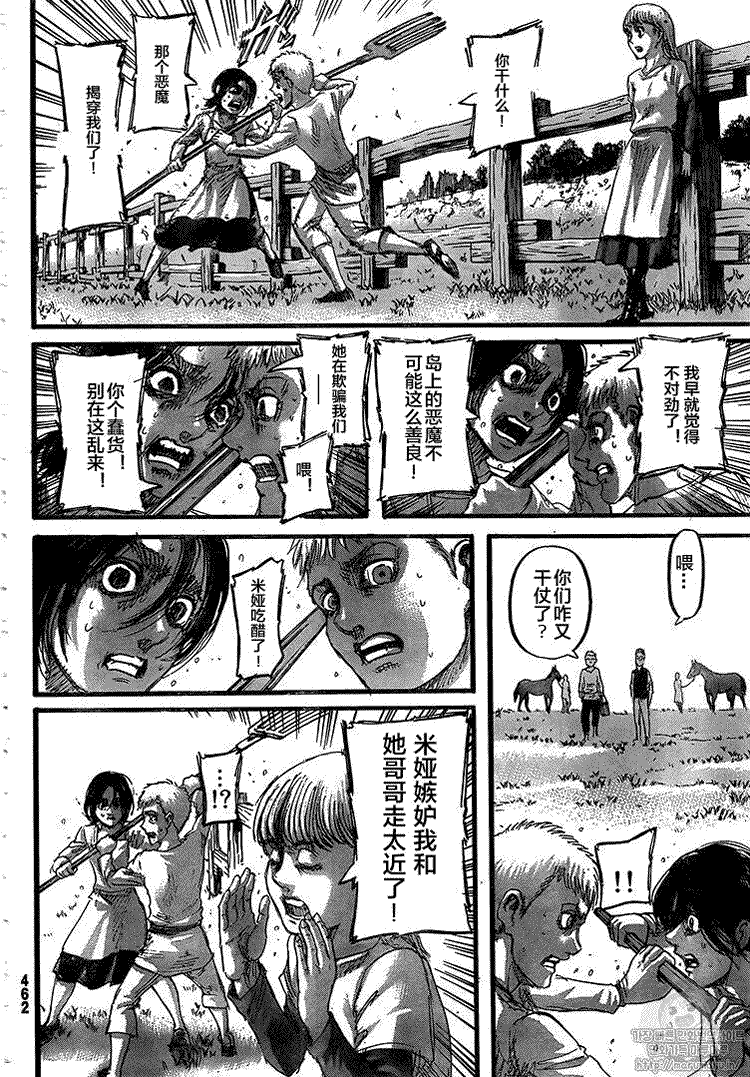 你干什么！
那个恶魔
揭穿我们了！
我早就觉得
不对劲了！
岛上的恶魔不
可能这么善良！
她在欺骗我们
——
喂！
你个蠢货！
别在这乱来！
喂…
你们咋又
干仗了？
米娅吃醋了！
!!
米娅嫉妒我和
她哥哥走太近了！
…!?
462